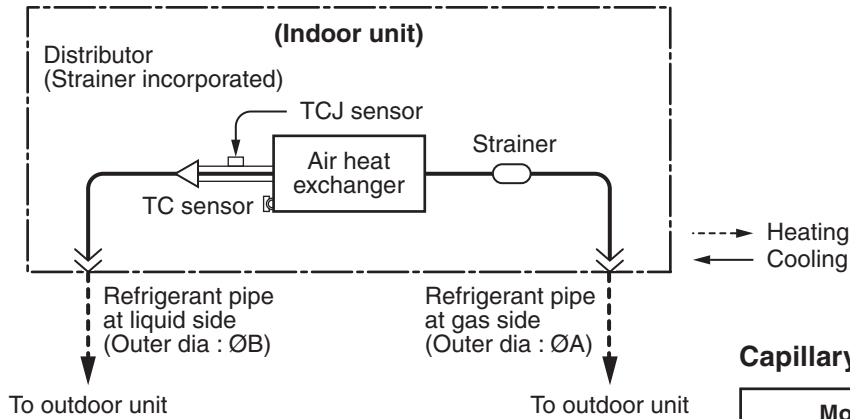 (Indoor unit)
Distributor
(Strainer incorporated)
TCJ sensor
Strainer
Air heat
exchanger
TC sensor
Heating
Cooling
Refrigerant pipe
at liquid side
(Outer dia : ØB)
Refrigerant pipe
at gas side
(Outer dia : ØA)
To outdoor unit
To outdoor unit
Capillary
Mo